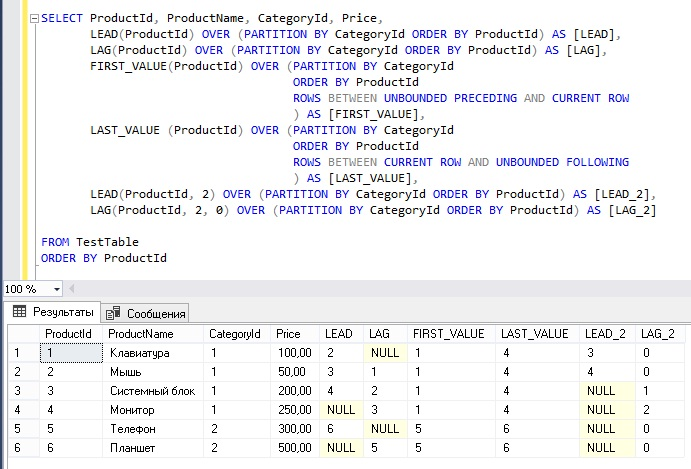 SELECT ProductId, ProductName, CategoryId, Price,
LEAD(ProductId) OVER (PARTITION BY CategoryId ORDER BY ProductId) AS [LEAD],
LAG(ProductId) OVER (PARTITION BY CategoryId ORDER BY ProductId) AS [LAG],
FIRST_VALUE(ProductId) OVER (PARTITION BY CategoryId
ORDER BY ProductId
ROWS BETWEEN UNBOUNDED PRECEDING AND CURRENT ROW
) AS [FIRST_VALUE],
LAST_VALUE (ProductId) OVER (PARTITION BY CategoryId
ORDER BY ProductId
ROWS BETWEEN CURRENT ROW AND UNBOUNDED FOLLOWING
) AS [LAST_VALUE],
LEAD(ProductId, 2) OVER (PARTITION BY CategoryId ORDER BY ProductId) AS [LEAD_2],
LAG(ProductId, 2, 0) OVER (PARTITION BY CategoryId ORDER BY ProductId) AS [LAG_2]
FROM TestTable
ORDER BY ProductId
100 %
Результаты Сообщения
ProductId ProductName CategoryId Price LEAD LAG FIRST_VALUE LAST_VALUE LEAD_2 LAG_2
1 1 Клавиатура 1 100,00 2 NULL 1 4 3 0
2 2 Мышь 1 50,00 3 1 1 4 4 0
3 3 Системный блок 1 200,00 4 2 1 4 NULL 1
4 4 Монитор 1 250,00 NULL 3 1 4 NULL 2
5 5 Телефон 2 300,00 6 NULL 5 6 NULL 0
6 6 Планшет 2 500,00 NULL 5 5 6 NULL 0